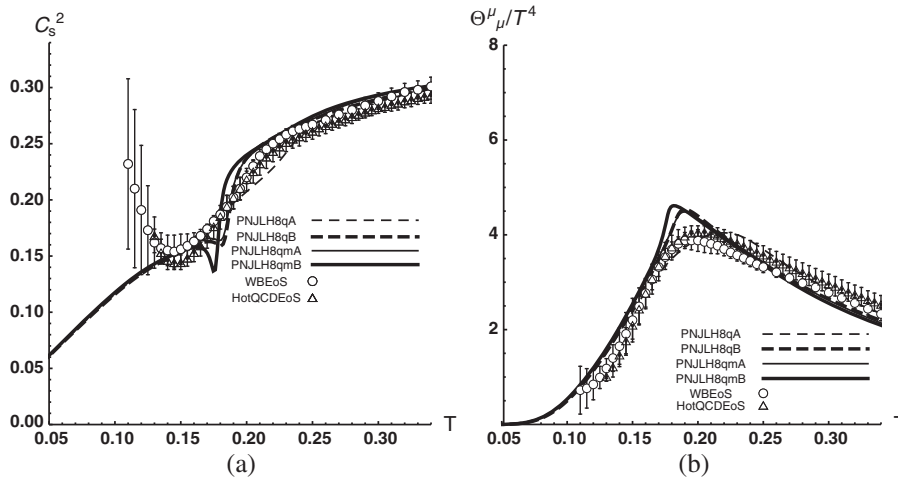 C_s^2
0.30
0.25
0.20
0.15
0.10
0.05
0.00
0.05 0.10 0.15 0.20 0.25 0.30
T
PNJLH8qA
PNJLH8qB
PNJLH8qmA
PNJLH8qmB
WBEoS
HotQCDEoS
(a)
Θ^μ_μ/T^4
8
6
4
2
0.05 0.10 0.15 0.20 0.25 0.30
PNJLH8qA
PNJLH8qB
PNJLH8qmA
PNJLH8qmB
WBEoS
HotQCDEoS
(b)